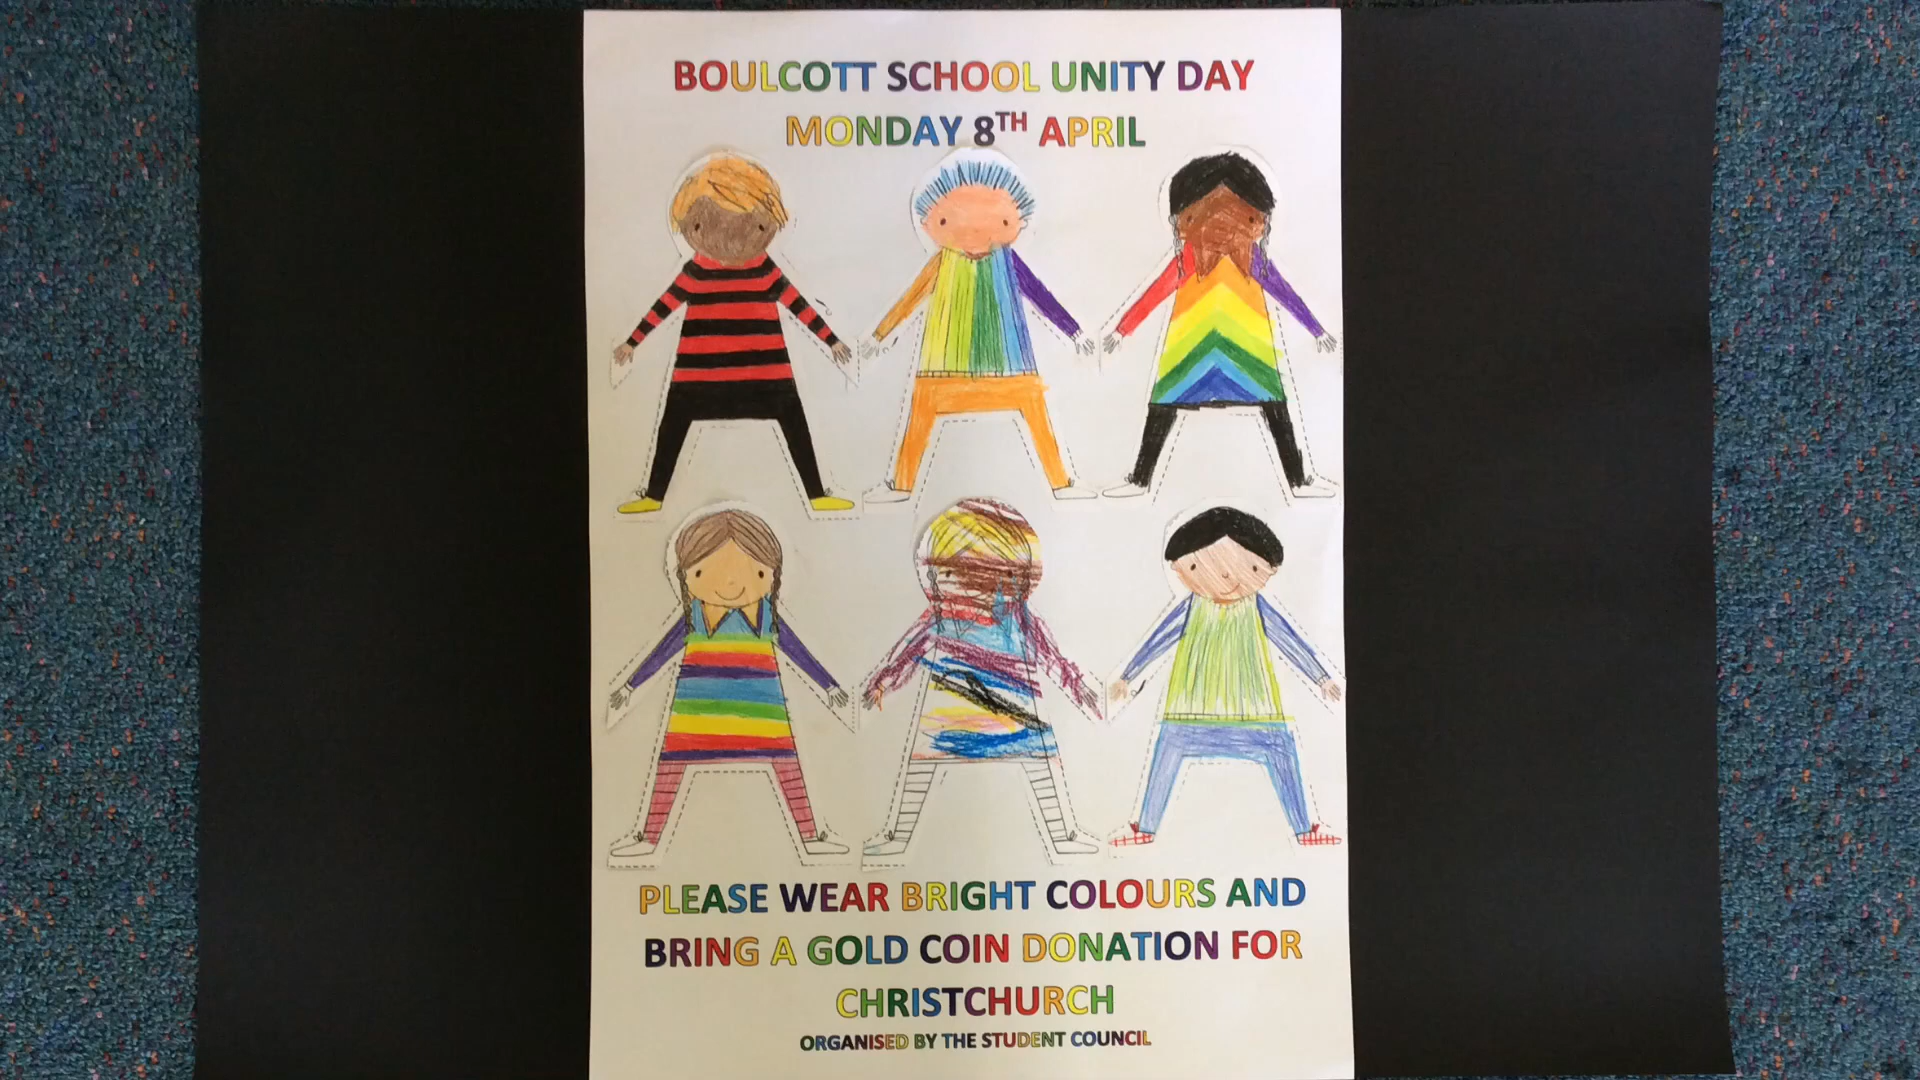 BOULCOTT SCHOOL UNITY DAY
MONDAY 8TH APRIL
PLEASE WEAR BRIGHT COLOURS AND
BRING A GOLD COIN DONATION FOR
CHRISTCHURCH
ORGANISED BY THE STUDENT COUNCIL